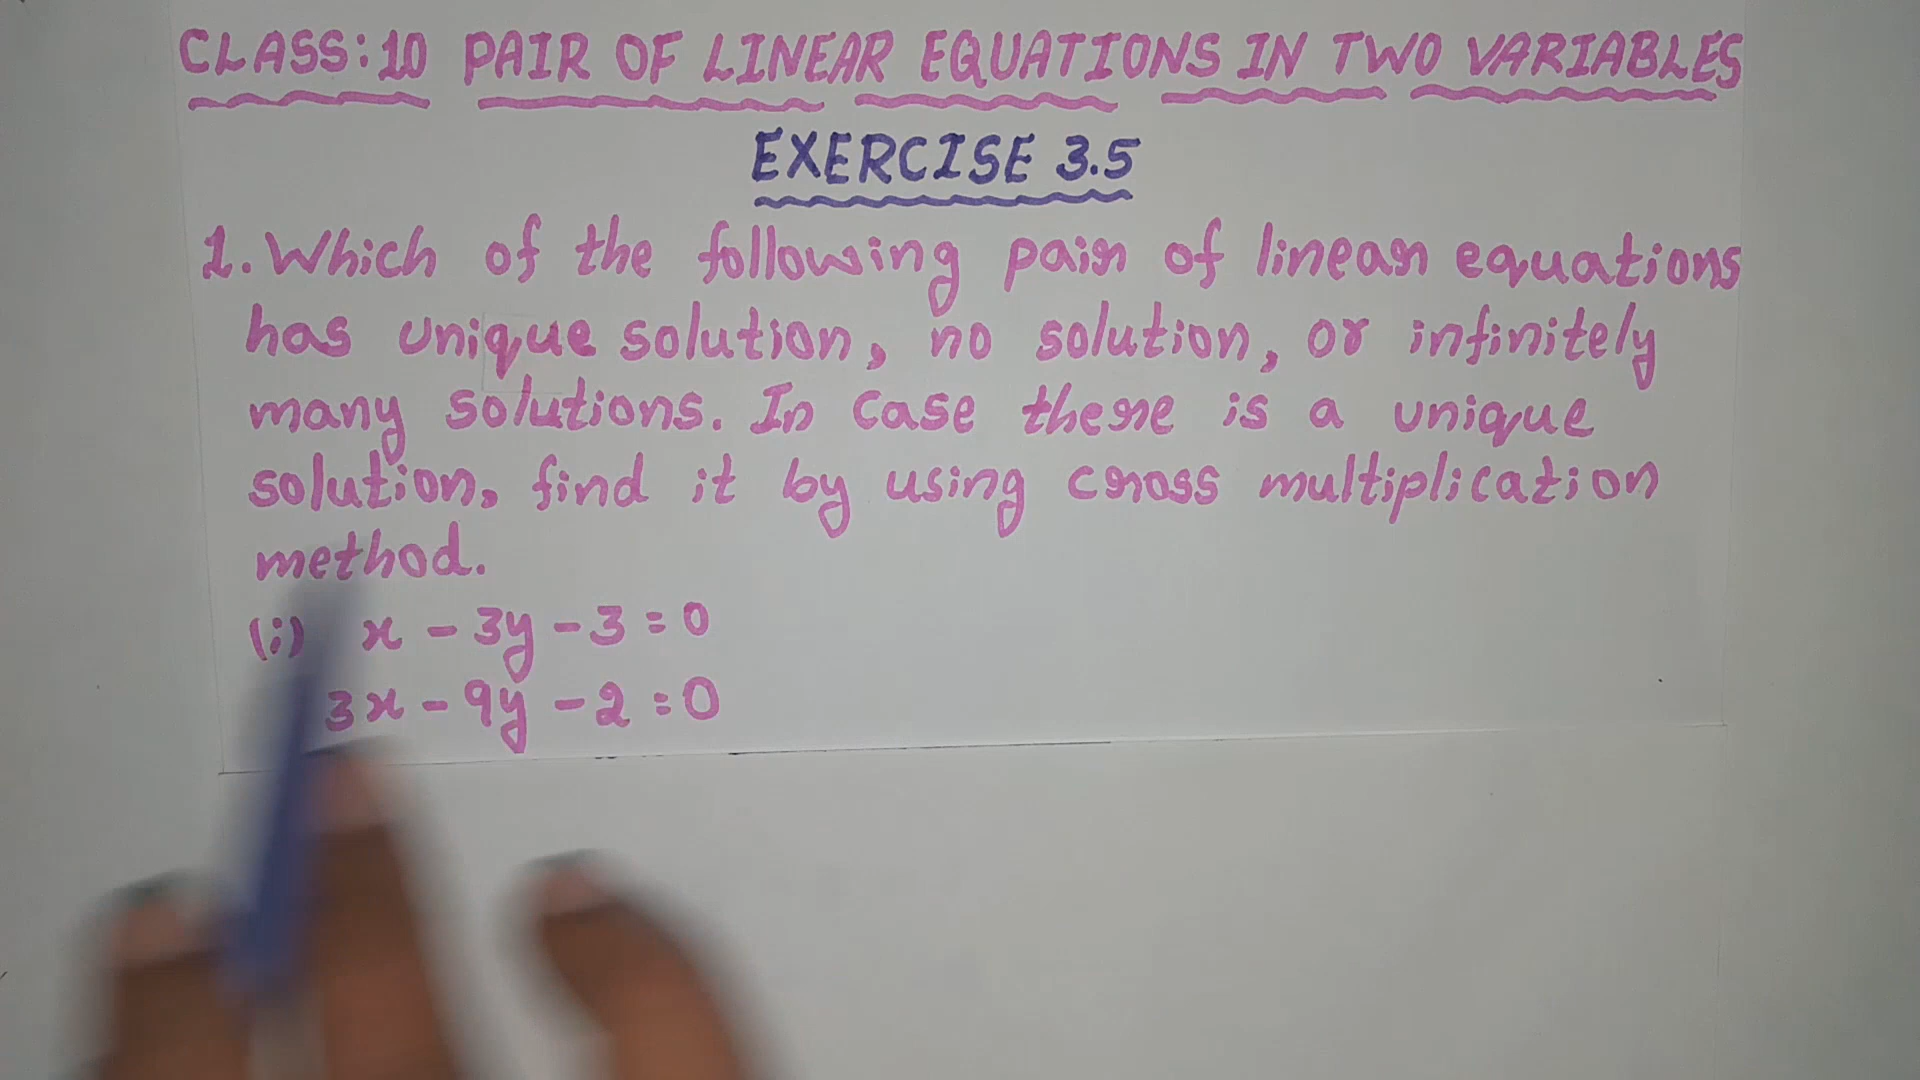 CLASS:10 PAIR OF LINEAR EQUATIONS IN TWO VARIABLES
EXERCISE 3.5
1. Which of the following pair of linear equations
has unique solution, no solution, or infinitely
many solutions. In case there is a unique
solution, find it by using cross multiplication
method.
(i) x - 3y - 3 = 0
3x - 9y - 2 = 0